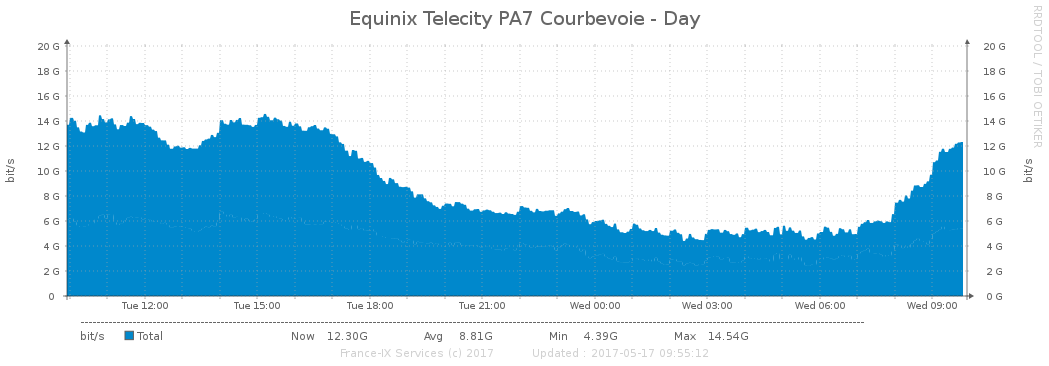 Equinix Telecity PA7 Courbevoie - Day
RRDTOOL / TOBI OETIKER
bit/s
20 G 20 G
18 G 18 G
16 G 16 G
14 G 14 G
12 G 12 G
10 G 10 G
8 G 8 G
6 G 6 G
4 G 4 G
2 G 2 G
0 0 G
bit/s
Tue 12:00 Tue 15:00 Tue 18:00 Tue 21:00 Wed 00:00 Wed 03:00 Wed 06:00 Wed 09:00
bit/s Total Now 12.30G Avg 8.81G Min 4.39G Max 14.54G
France-IX Services (c) 2017 Updated : 2017-05-17 09:55:12